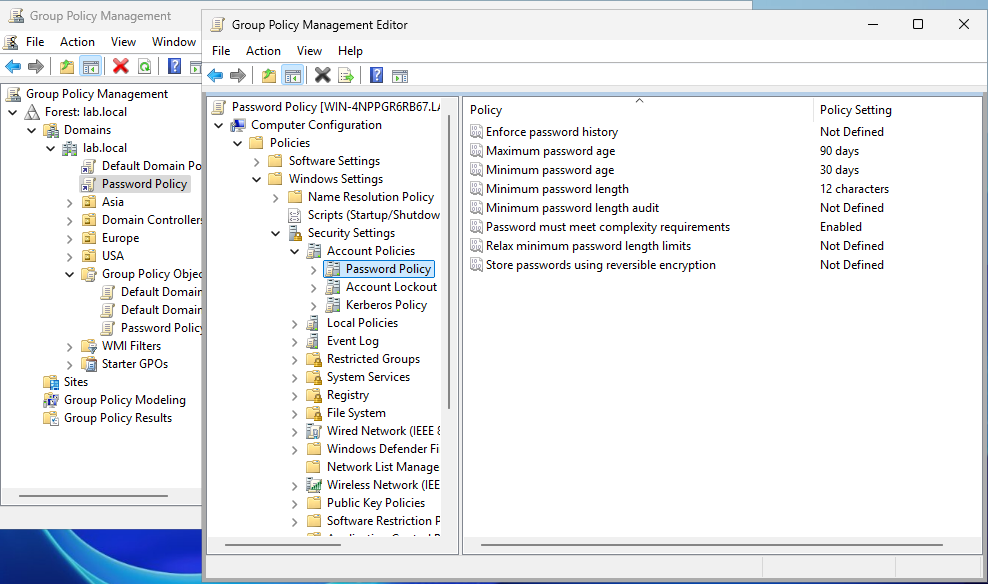 Group Policy Management
File Action View Window
Group Policy Management
Forest: lab.local
Domains
lab.local
Default Domain Po
Password Policy
Asia
Domain Controllers
Europe
USA
Group Policy Objec
Default Domain
Default Domain
Password Policy
WMI Filters
Starter GPOs
Sites
Group Policy Modeling
Group Policy Results
Group Policy Management Editor
File Action View Help
Password Policy [WIN-4NPPGR6RB67.LA
Computer Configuration
Policies
Software Settings
Windows Settings
Name Resolution Policy
Scripts (Startup/Shutdow
Security Settings
Account Policies
Password Policy
Account Lockout
Kerberos Policy
Local Policies
Event Log
Restricted Groups
System Services
Registry
File System
Wired Network (IEEE 8
Windows Defender Fi
Network List Manage
Wireless Network (IEE
Public Key Policies
Software Restriction P
Policy Policy Setting
Enforce password history Not Defined
Maximum password age 90 days
Minimum password age 30 days
Minimum password length 12 characters
Minimum password length audit Not Defined
Password must meet complexity requirements Enabled
Relax minimum password length limits Not Defined
Store passwords using reversible encryption Not Defined